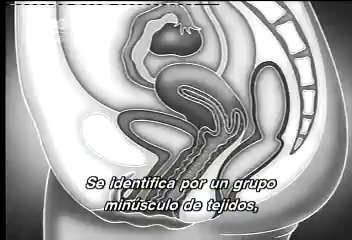 Se identifica por un grupo
minúsculo de tejidos,